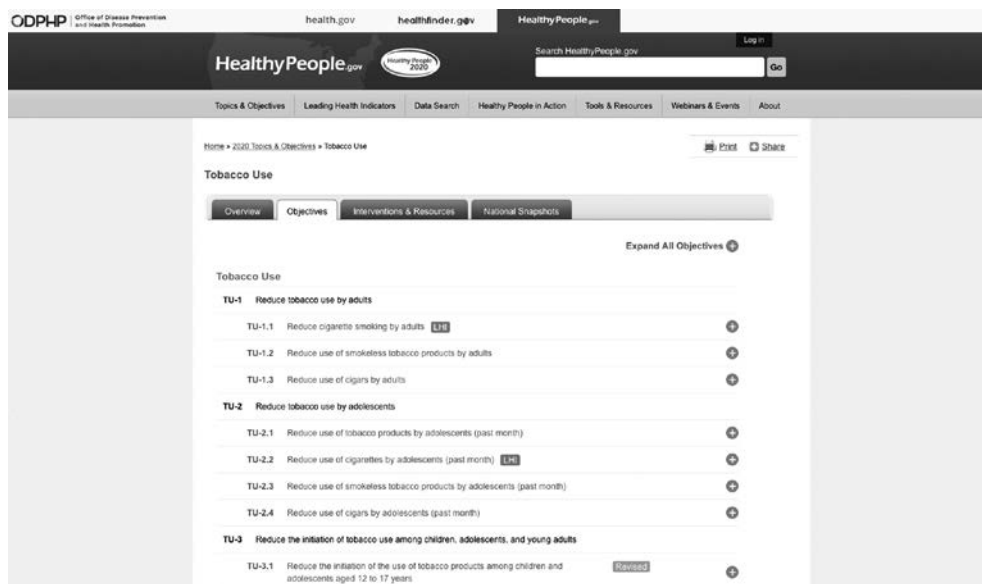 ODPHP Office of Disease Prevention
and Health Promotion
health.gov healthfinder.gov HealthyPeople.gov
Log in
HealthyPeople.gov Healthy People 2020 Search HealthyPeople.gov
Go
Topics & Objectives Leading Health Indicators Data Search Healthy People in Action Tools & Resources Webinars & Events About
Home » 2020 Topics & Objectives » Tobacco Use Print Share
Tobacco Use
Overview Objectives Interventions & Resources National Snapshots
Expand All Objectives
Tobacco Use
TU-1 Reduce tobacco use by adults
TU-1.1 Reduce cigarette smoking by adults LHI
TU-1.2 Reduce use of smokeless tobacco products by adults
TU-1.3 Reduce use of cigars by adults
TU-2 Reduce tobacco use by adolescents
TU-2.1 Reduce use of tobacco products by adolescents (past month)
TU-2.2 Reduce use of cigarettes by adolescents (past month) LHI
TU-2.3 Reduce use of smokeless tobacco products by adolescents (past month)
TU-2.4 Reduce use of cigars by adolescents (past month)
TU-3 Reduce the initiation of tobacco use among children, adolescents, and young adults
TU-3.1 Reduce the initiation of the use of tobacco products among children and Revised
adolescents aged 12 to 17 years